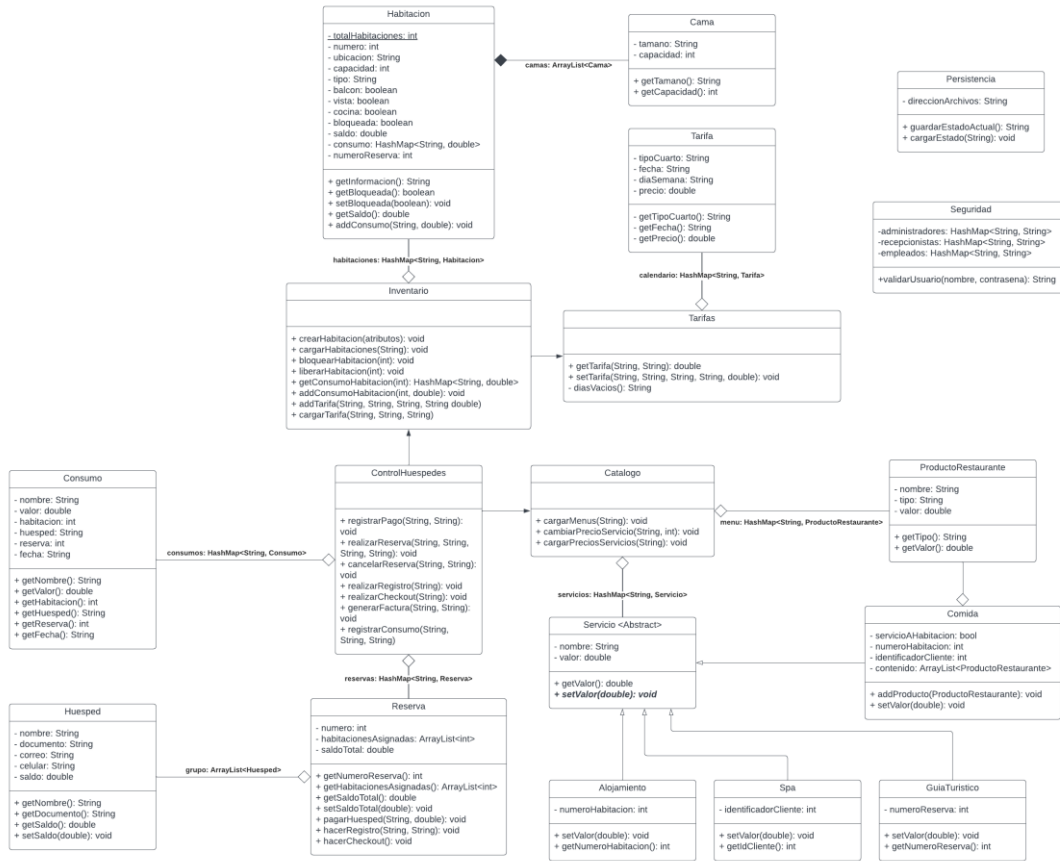 Habitacion
- totalHabitaciones: int
- numero: int
- ubicacion: String
- capacidad: int
- tipo: String
- balcon: boolean
- vista: boolean
- cocina: boolean
- bloqueada: boolean
- saldo: double
- consumo: HashMap<String, double>
- numeroReserva: int
+ getInformacion(): String
+ getBloqueada(): boolean
+ setBloqueada(boolean): void
+ getSaldo(): double
+ addConsumo(String, double): void
camas: ArrayList<Cama>
Cama
- tamano: String
- capacidad: int
+ getTamano(): String
+ getCapacidad(): int
Persistencia
- direccionArchivos: String
+ guardarEstadoActual(): String
+ cargarEstado(String): void
Tarifa
- tipoCuarto: String
- fecha: String
- diaSemana: String
- precio: double
- getTipoCuarto(): String
- getFecha(): String
- getPrecio(): double
Seguridad
-administradores: HashMap<String, String>
-recepcionistas: HashMap<String, String>
-empleados: HashMap<String, String>
+validarUsuario(nombre, contrasena): String
habitaciones: HashMap<String, Habitacion>
calendario: HashMap<String, Tarifa>
Inventario
+ crearHabitacion(atributos): void
+ cargarHabitaciones(String): void
+ bloquearHabitacion(int): void
+ liberarHabitacion(int): void
+ getConsumoHabitacion(int): HashMap<String, double>
+ addConsumoHabitacion(int, double): void
+ addTarifa(String, String, String, String double)
+ cargarTarifa(String, String, String)
Tarifas
+ getTarifa(String, String): double
+ setTarifa(String, String, String, String, double): void
- diasVacios(): String
Consumo
- nombre: String
- valor: double
- habitacion: int
- huesped: String
- reserva: int
- fecha: String
+ getNombre(): String
+ getValor(): double
+ getHabitacion(): int
+ getHuesped(): String
+ getReserva(): int
+ getFecha(): String
consumos: HashMap<String, Consumo>
ControlHuespedes
+ registrarPago(String, String):
void
+ realizarReserva(String, String,
String, String): void
+ cancelarReserva(String, String):
void
+ realizarRegistro(String): void
+ realizarCheckout(String): void
+ generarFactura(String, String):
void
+ registrarConsumo(String,
String, String)
Catalogo
+ cargarMenus(String): void
+ cambiarPrecioServicio(String, int): void
+ cargarPreciosServicios(String): void
menu: HashMap<String, ProductoRestaurante>
ProductoRestaurante
- nombre: String
- tipo: String
- valor: double
+ getTipo(): String
+ getValor(): double
servicios: HashMap<String, Servicio>
Servicio <Abstract>
- nombre: String
- valor: double
+ getValor(): double
+ setValor(double): void
Comida
- servicioAHabitacion: bool
- numeroHabitacion: int
- identificadorCliente: int
- contenido: ArrayList<ProductoRestaurante>
+ addProducto(ProductoRestaurante): void
+ setValor(double): void
reservas: HashMap<String, Reserva>
Huesped
- nombre: String
- documento: String
- correo: String
- celular: String
- saldo: double
+ getNombre(): String
+ getDocumento(): String
+ getSaldo(): double
+ setSaldo(double): void
grupo: ArrayList<Huesped>
Reserva
- numero: int
- habitacionesAsignadas: ArrayList<int>
- saldoTotal: double
+ getNumeroReserva(): int
+ getHabitacionesAsignadas(): ArrayList<int>
+ getSaldoTotal(): double
+ setSaldoTotal(double): void
+ pagarHuesped(String, double): void
+ hacerRegistro(String, String): void
+ hacerCheckout(): void
Alojamiento
- numeroHabitacion: int
+ setValor(double): void
+ getNumeroHabitacion(): int
Spa
- identificadorCliente: int
+ setValor(double): void
+ getIdCliente(): int
GuiaTuristico
- numeroReserva: int
+ setValor(double): void
+ getNumeroReserva(): int